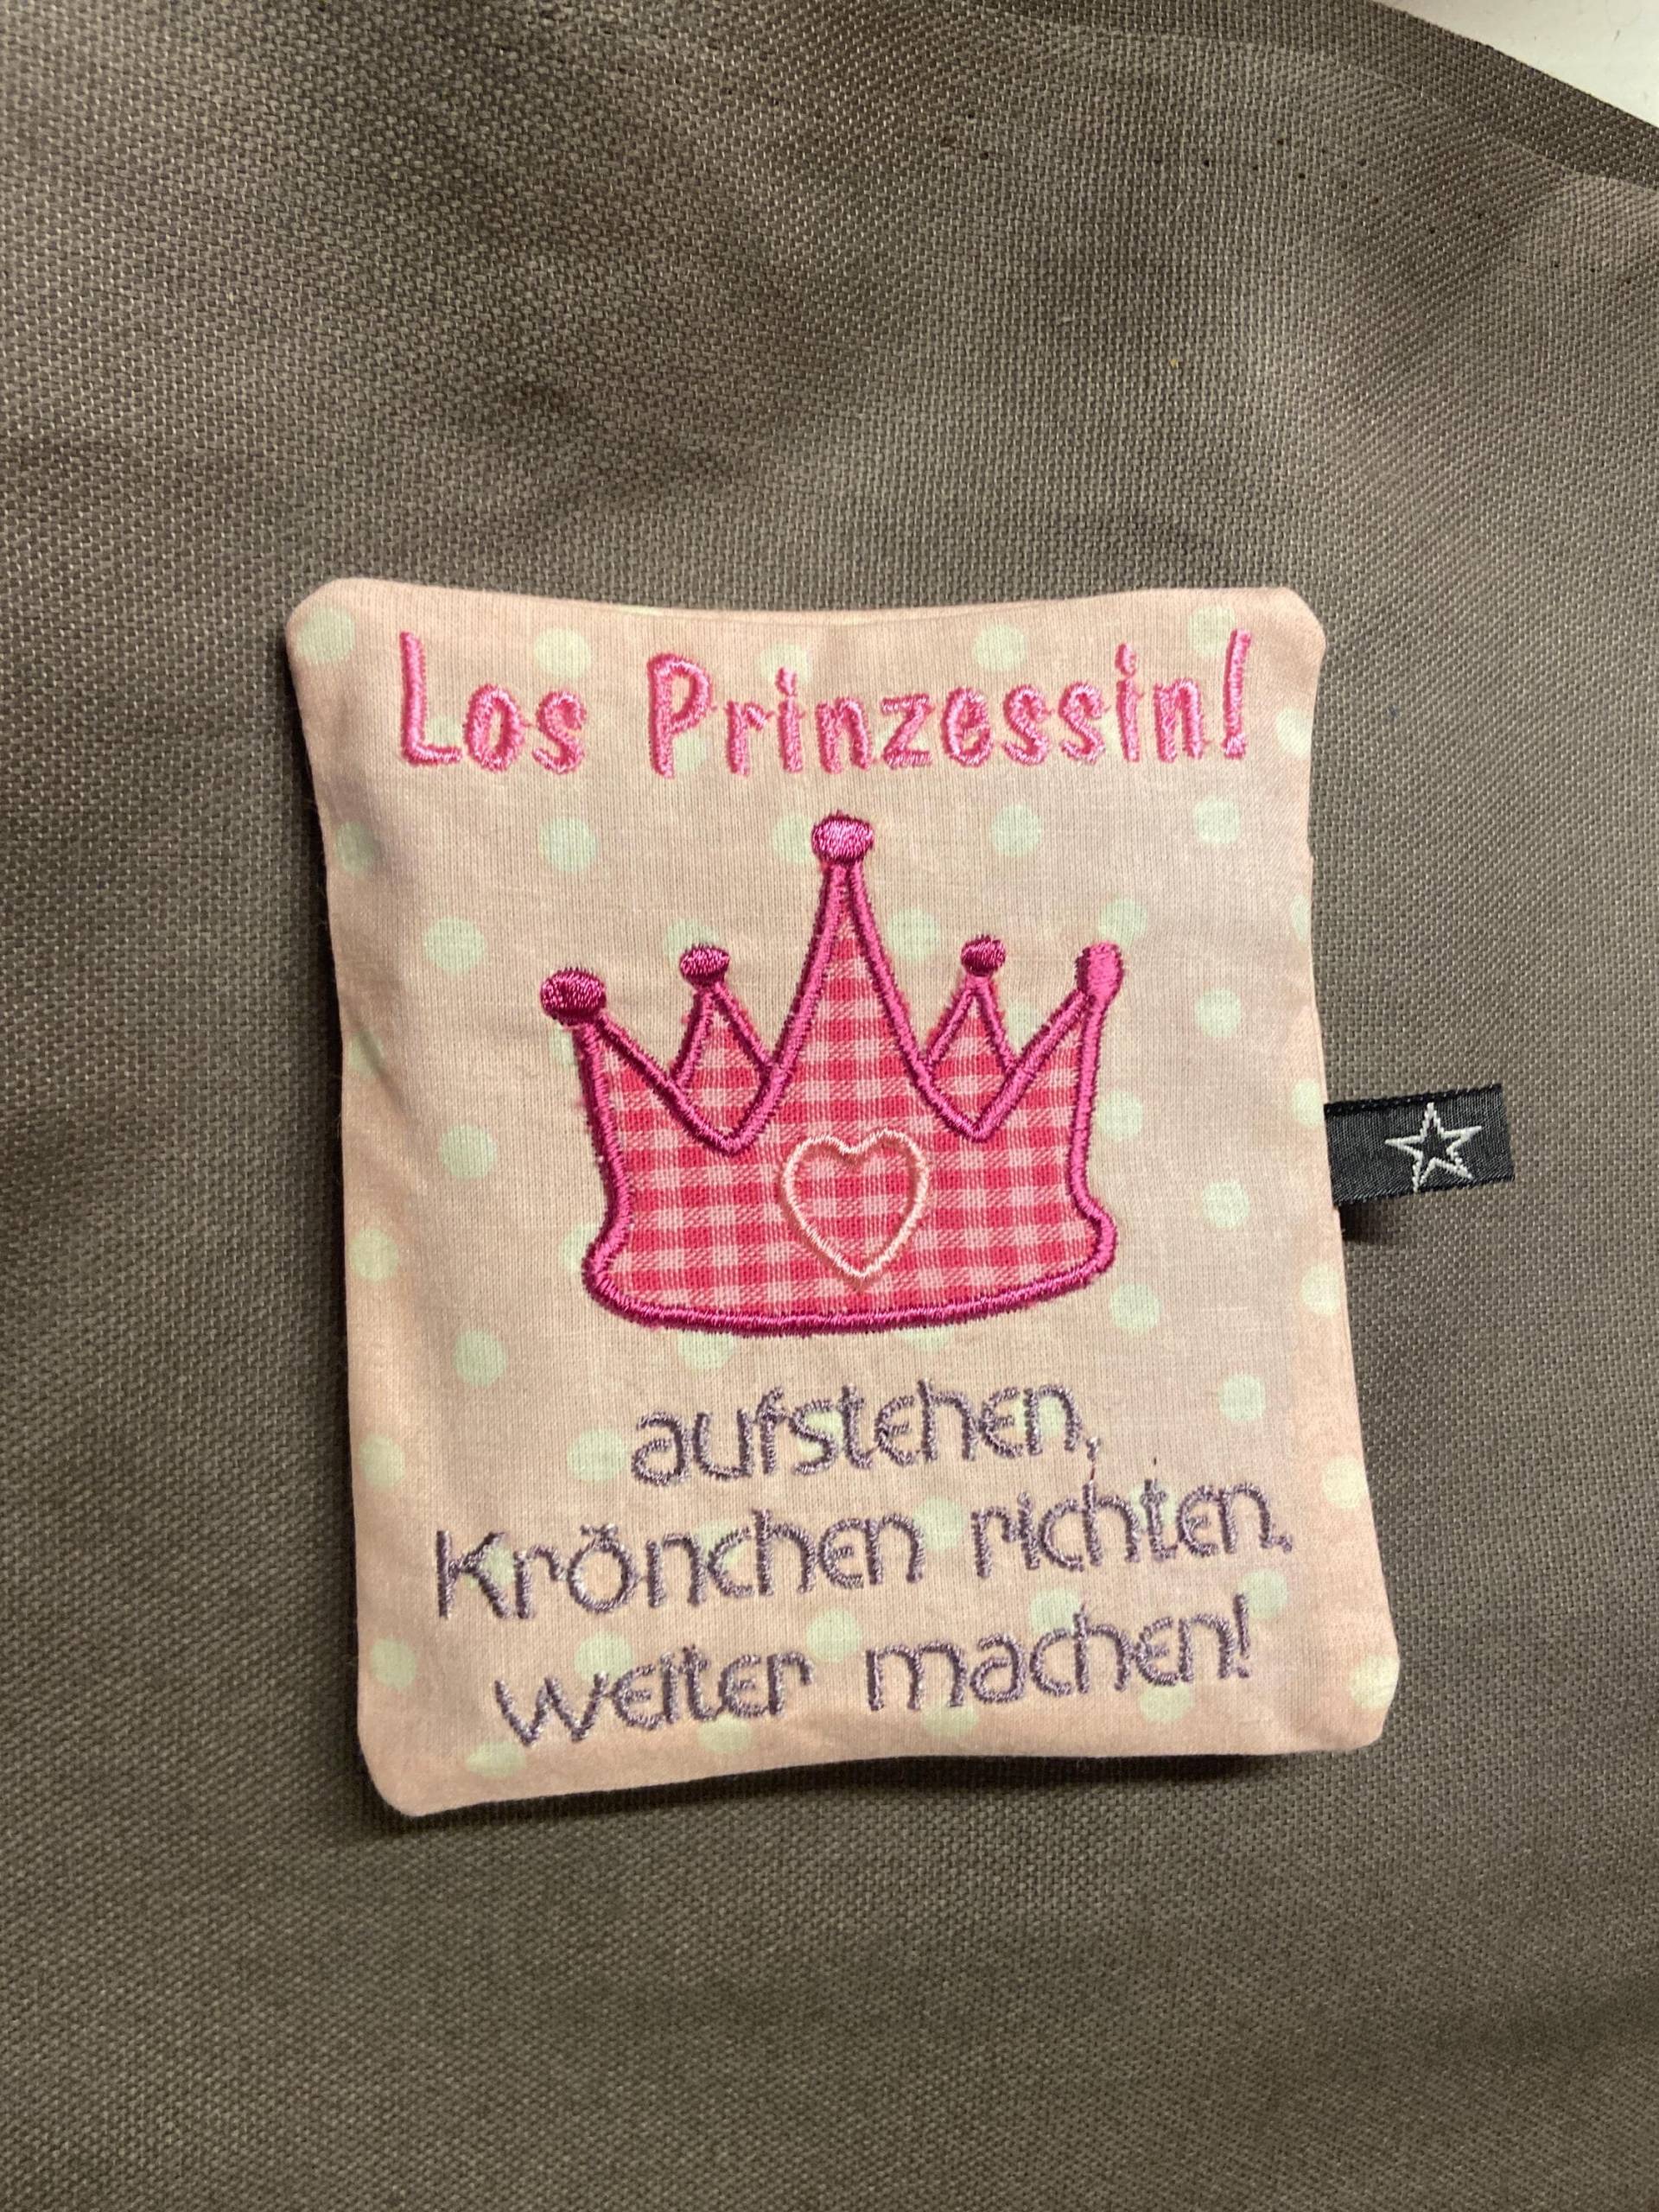 Los Prinzessin!
aufstehen,
Krönchen richten,
weiter machen!